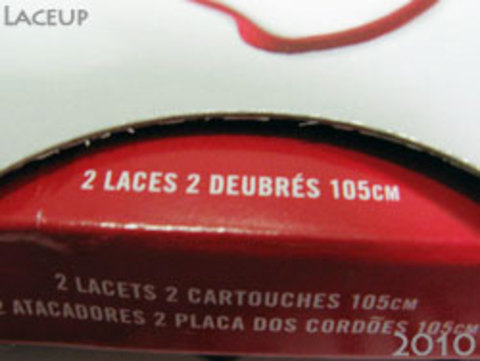 LACEUP
2 LACES 2 DEUBRÉS 105CM
2 LACETS 2 CARTOUCHES 105CM
2 ATACADORES 2 PLACA DOS CORDÕES 105CM
2010